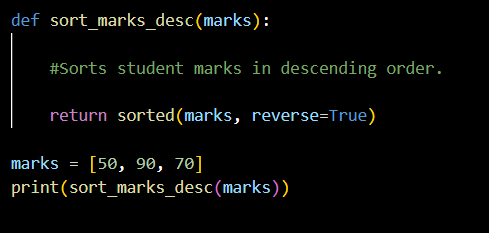 def sort_marks_desc(marks):
    #Sorts student marks in descending order.
    return sorted(marks, reverse=True)
marks = [50, 90, 70]
print(sort_marks_desc(marks))